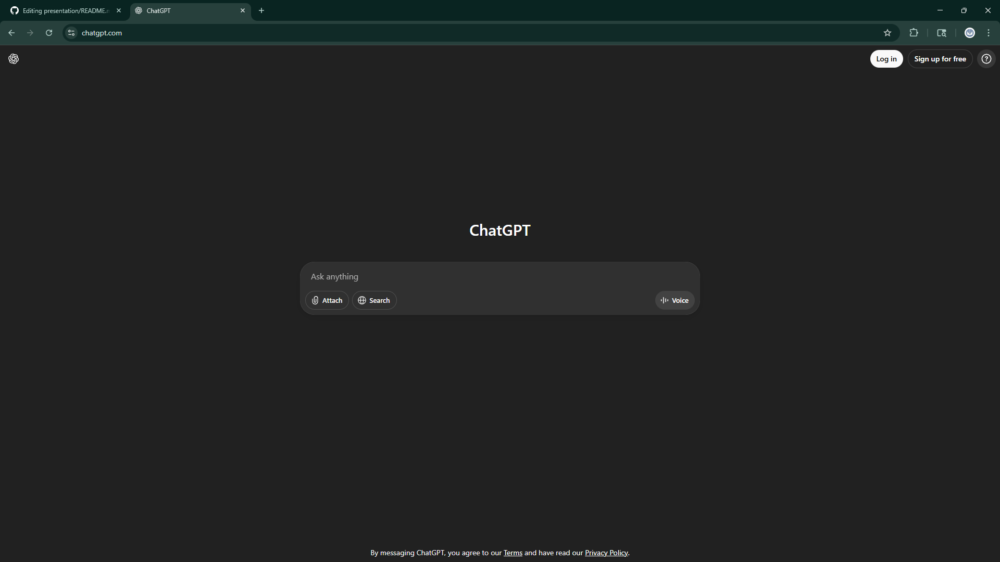 Editing presentation/README.m
ChatGPT
chatgpt.com
Log in
Sign up for free
ChatGPT
Ask anything
Attach
Search
Voice
By messaging ChatGPT, you agree to our Terms and have read our Privacy Policy.